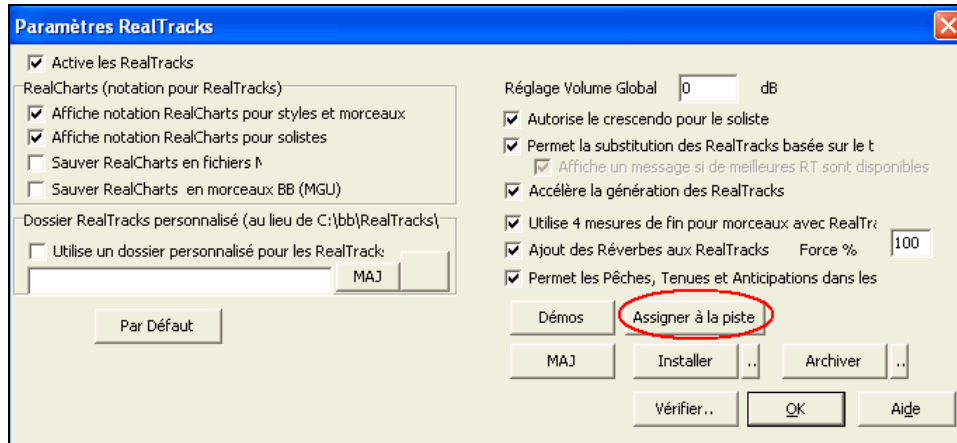 Paramètres RealTracks
Active les RealTracks
RealCharts (notation pour RealTracks)
Affiche notation RealCharts pour styles et morceaux
Affiche notation RealCharts pour solistes
Sauver RealCharts en fichiers M
Sauver RealCharts en morceaux BB (MGU)
Dossier RealTracks personnalisé (au lieu de C:\bb\RealTracks\
Utilise un dossier personnalisé pour les RealTrack
MAJ
Par Défaut
Réglage Volume Global 0 dB
Autorise le crescendo pour le soliste
Permet la substitution des RealTracks basée sur le t
Affiche un message si de meilleures RT sont disponibles
Accélère la génération des RealTracks
Utilise 4 mesures de fin pour morceaux avec RealTra
Ajout des Réverbes aux RealTracks Force % 100
Permet les Pêches, Tenues et Anticipations dans les
Démos Assigner à la piste
MAJ Installer .. Archiver ..
Vérifier.. OK Aide